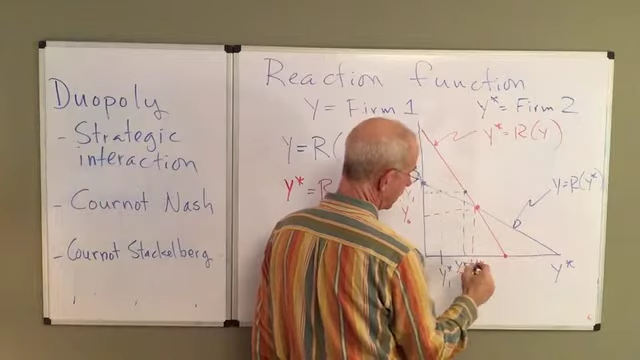 Duopoly
- Strategic
interaction
- Cournot Nash
- Cournot Stackelberg
Reaction function
Y = Firm 1
Y* = Firm 2
Y = R(
Y* = R
Y* = R(Y)
Y = R(Y*)
Y*